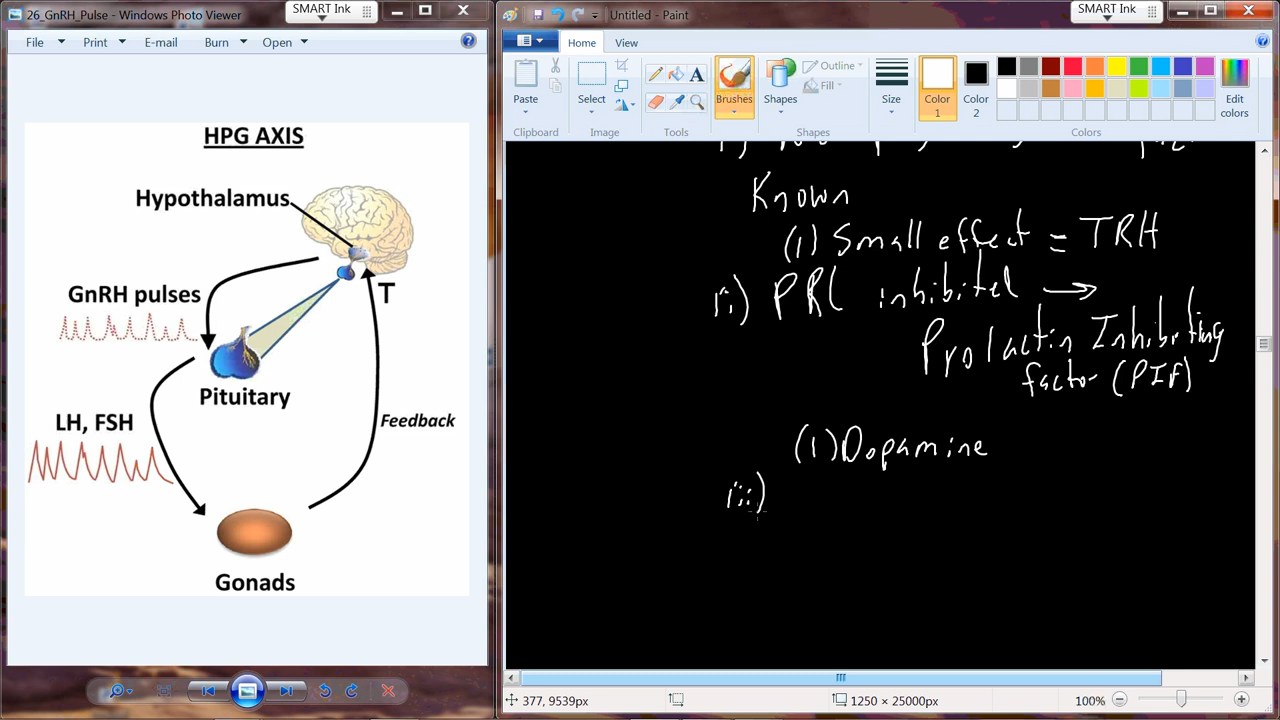 26_GnRH_Pulse - Windows Photo Viewer
SMART Ink
File Print E-mail Burn Open
HPG AXIS
Hypothalamus
GnRH pulses
T
Pituitary
LH, FSH
Feedback
Gonads
Untitled - Paint
SMART Ink
Home View
Paste
Select
Brushes
Shapes
Outline
Fill
Size
Color 1
Color 2
Edit colors
Clipboard Image Tools Shapes Colors
Known
(1) Small effect = TRH
ii) PRL inhibited →
Prolactin Inhibiting
factor (PIF)
(1) Dopamine
iii)
377, 9539px
1250 × 25000px
100%